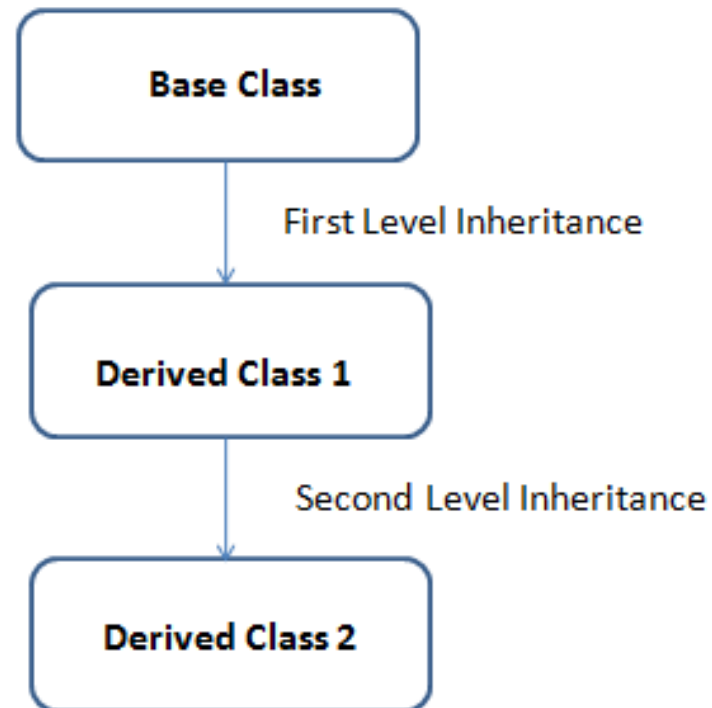 Base Class
First Level Inheritance
Derived Class 1
Second Level Inheritance
Derived Class 2